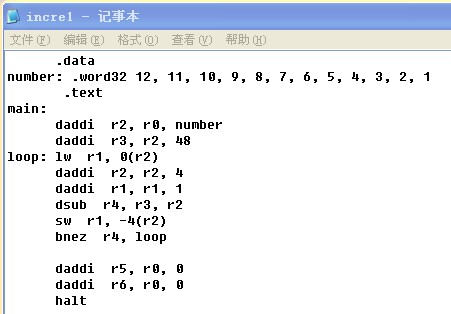 incre1 - 记事本
文件(F) 编辑(E) 格式(O) 查看(V) 帮助(H)
.data
number: .word32 12, 11, 10, 9, 8, 7, 6, 5, 4, 3, 2, 1
.text
main:
daddi r2, r0, number
daddi r3, r2, 48
loop: lw r1, 0(r2)
daddi r2, r2, 4
daddi r1, r1, 1
dsub r4, r3, r2
sw r1, -4(r2)
bnez r4, loop
daddi r5, r0, 0
daddi r6, r0, 0
halt